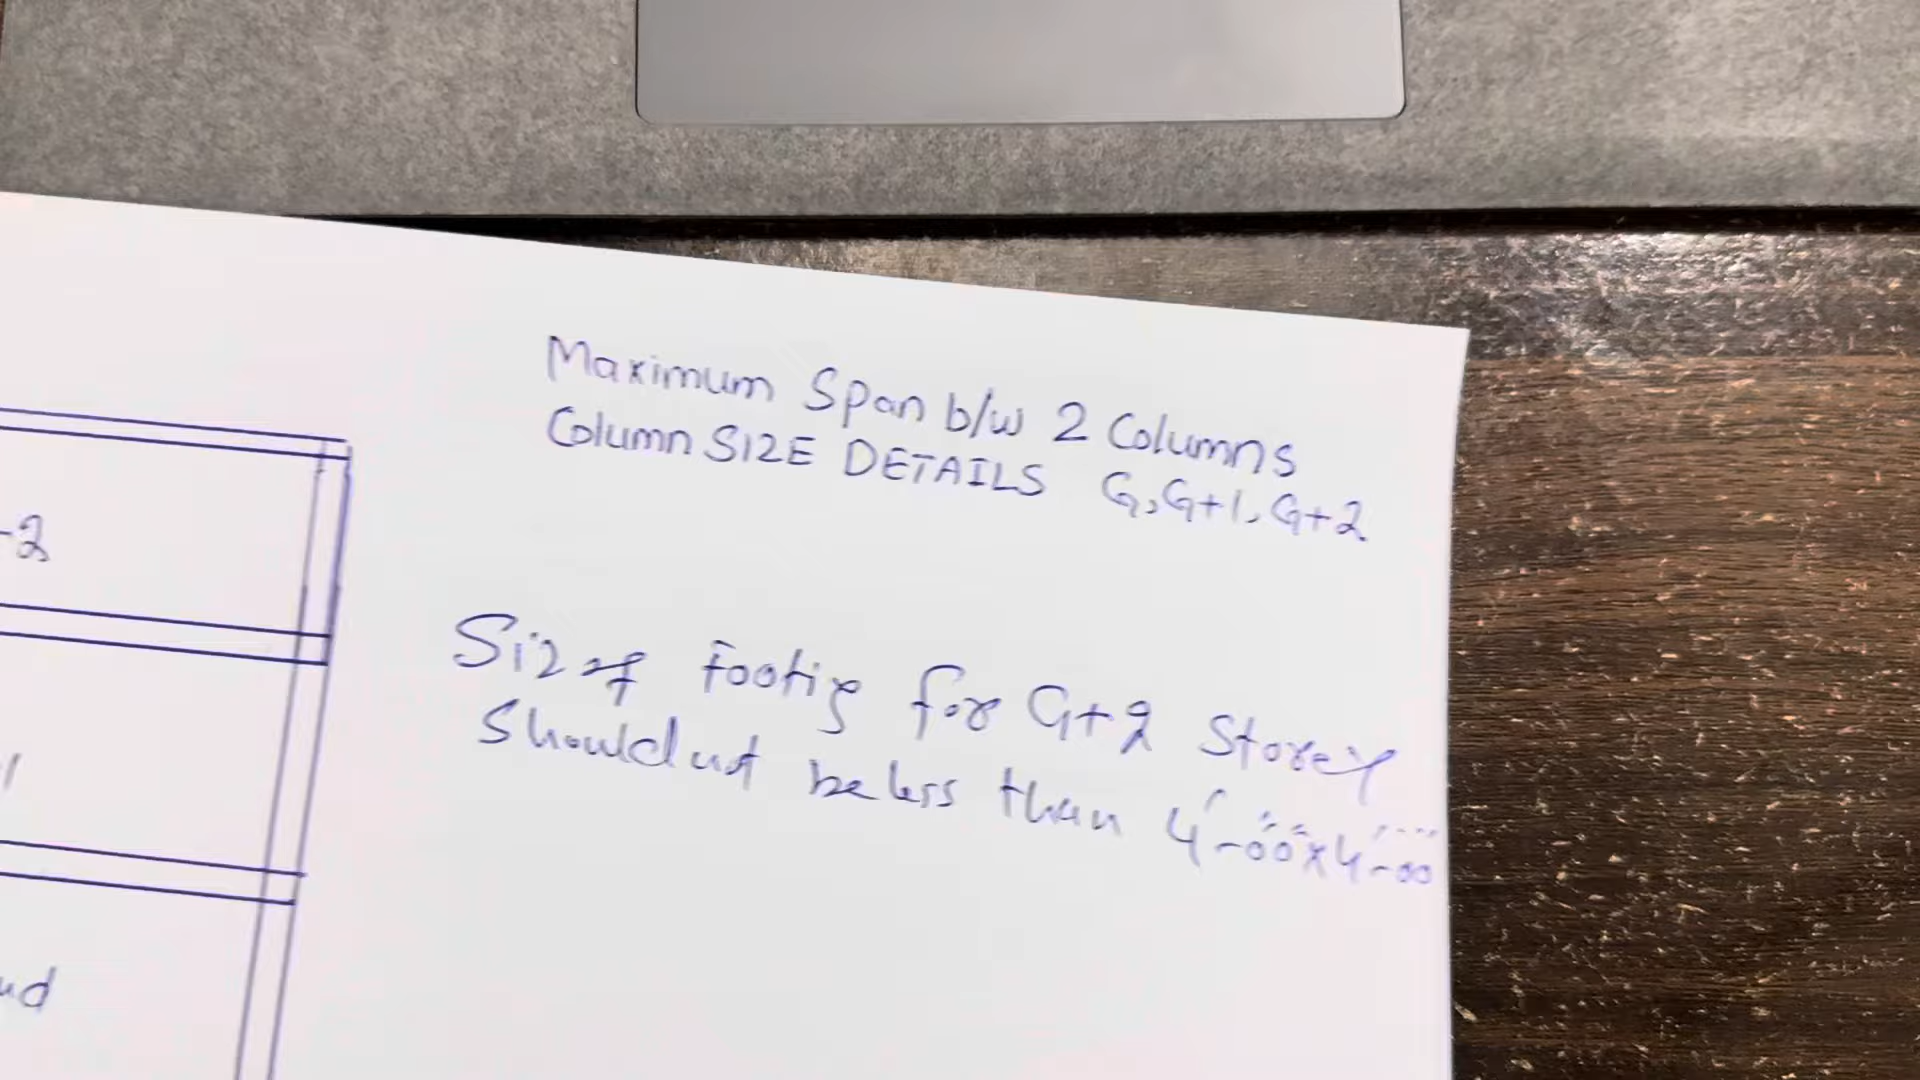 Maximum Span b/w 2 Columns
Column SIZE DETAILS G, G+1, G+2
-2
Size of Footing for G+2 Storey
Should not be less than 4'-00"x4'-00"